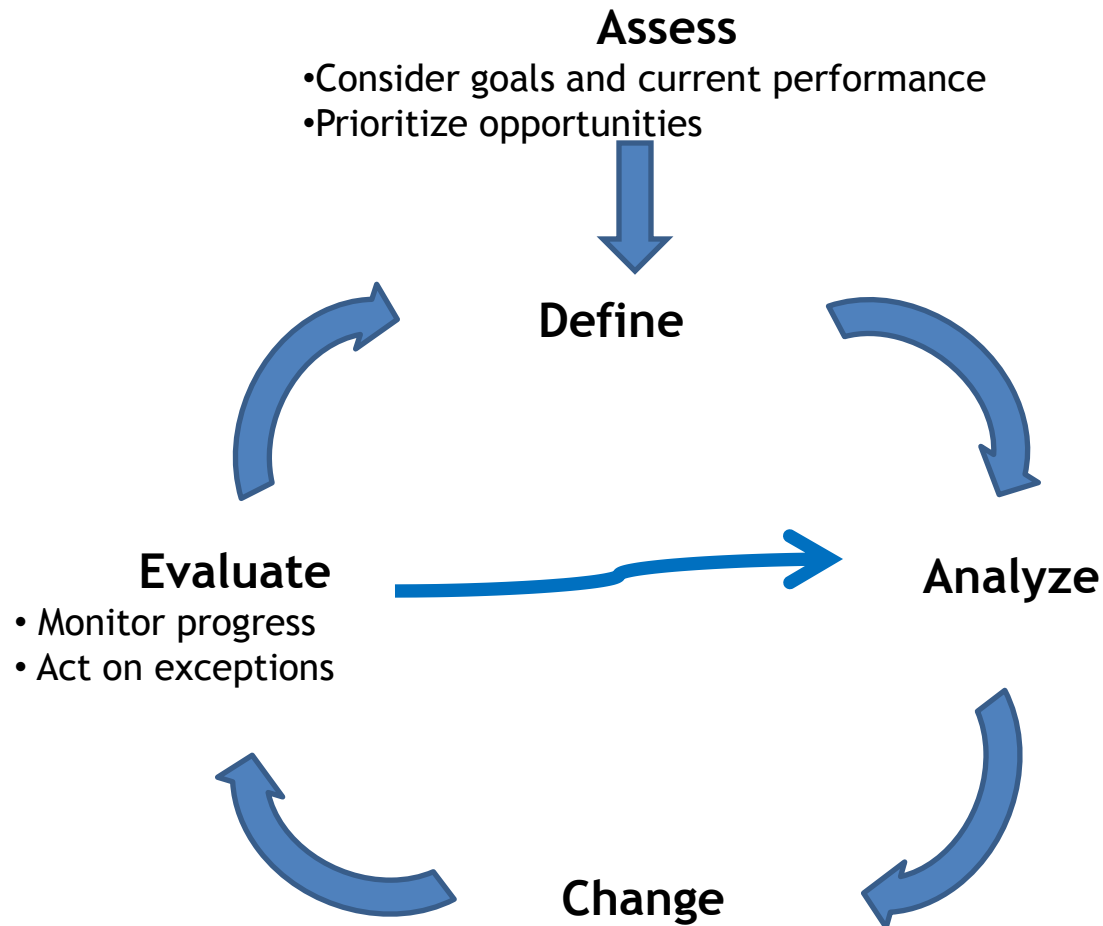 Assess
•Consider goals and current performance
•Prioritize opportunities
Define
Evaluate
• Monitor progress
• Act on exceptions
Analyze
Change